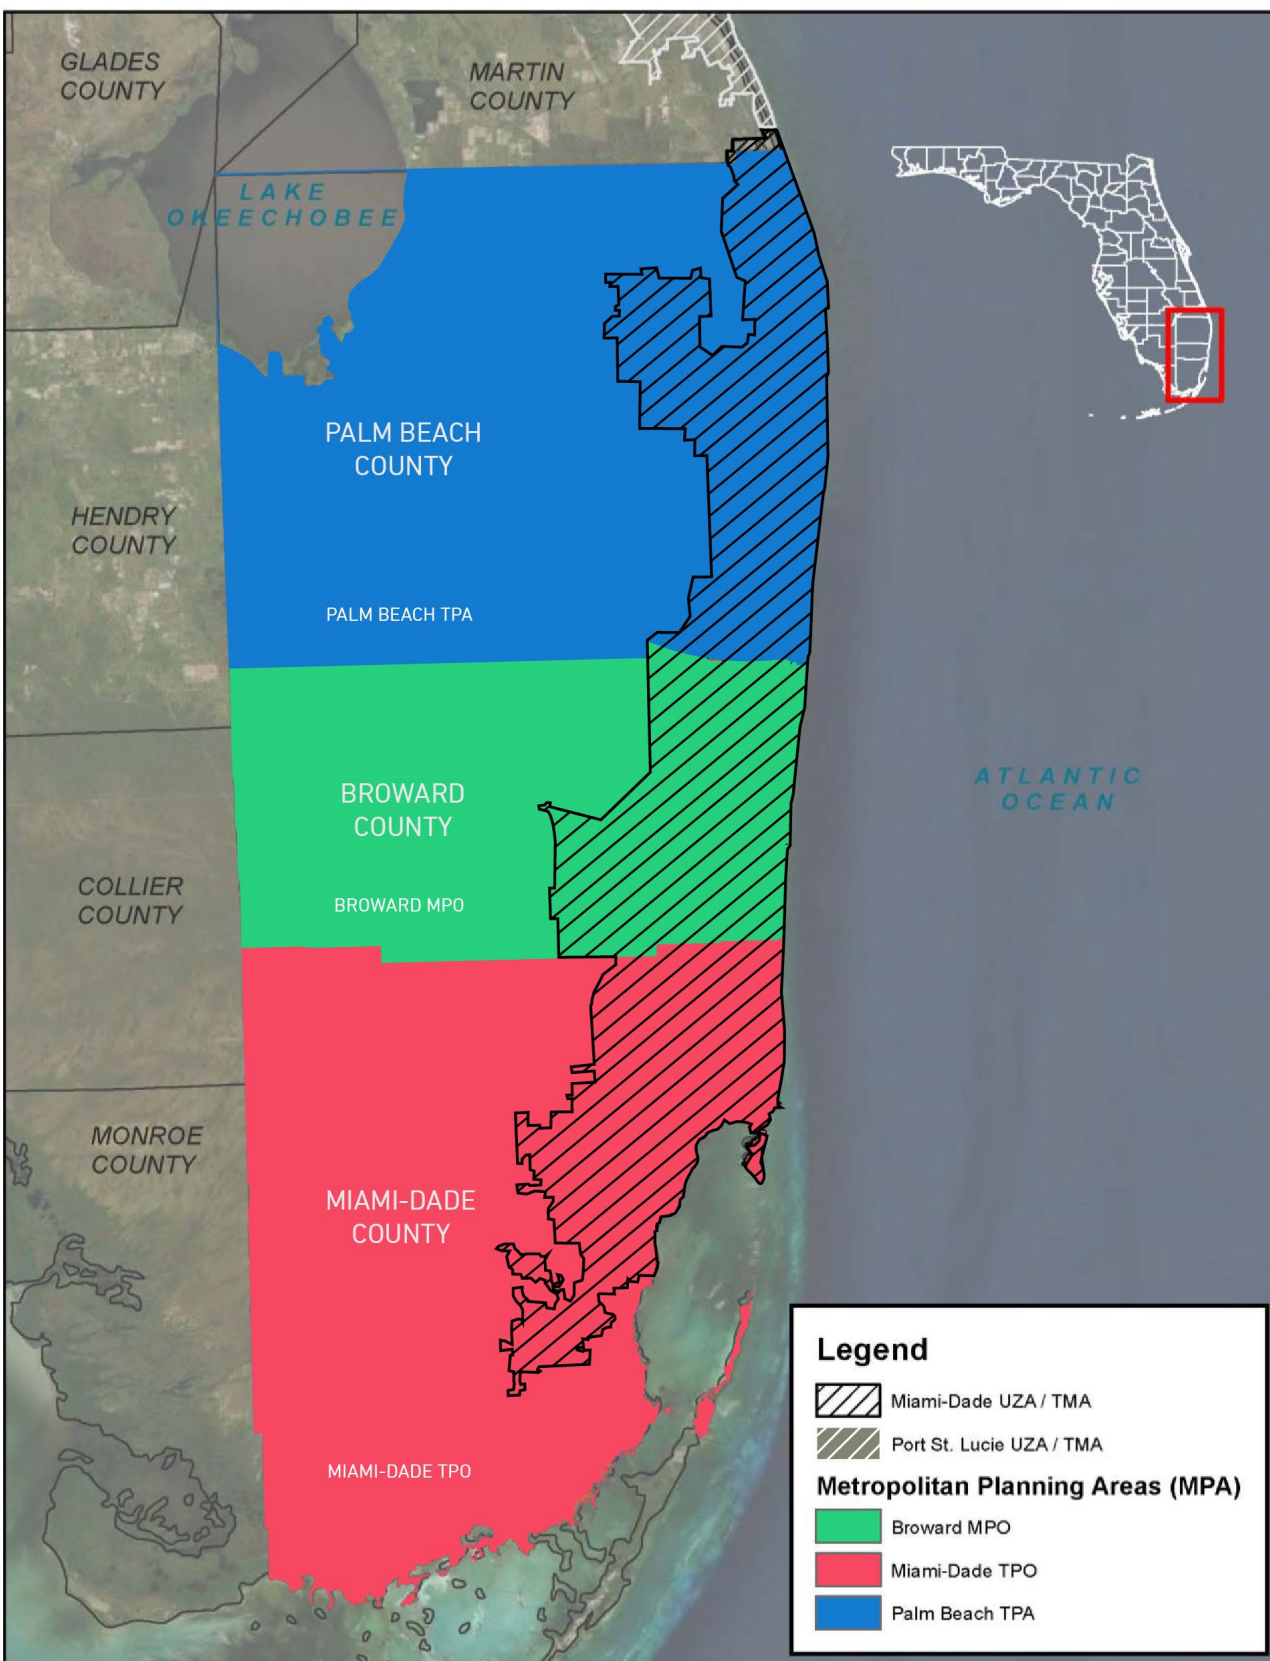 GLADES
COUNTY
MARTIN
COUNTY
LAKE
OKEECHOBEE
PALM BEACH
COUNTY
HENDRY
COUNTY
PALM BEACH TPA
BROWARD
COUNTY
ATLANTIC
OCEAN
COLLIER
COUNTY
BROWARD MPO
MONROE
COUNTY
MIAMI-DADE
COUNTY
MIAMI-DADE TPO
Legend
Miami-Dade UZA / TMA
Port St. Lucie UZA / TMA
Metropolitan Planning Areas (MPA)
Broward MPO
Miami-Dade TPO
Palm Beach TPA